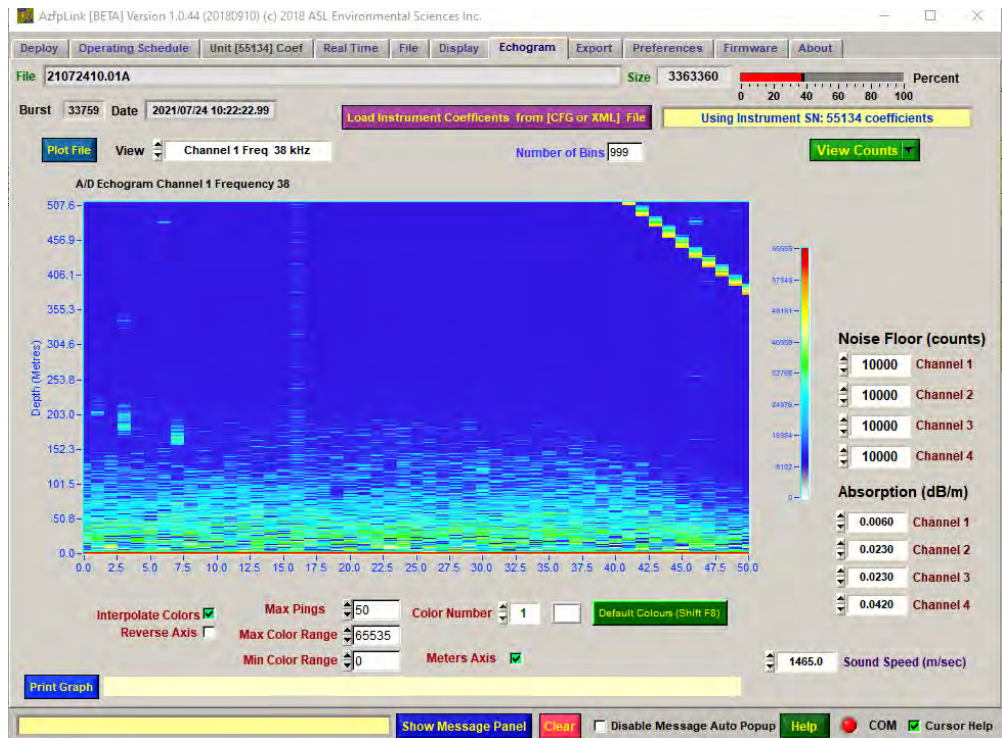 AzfpLink [BETA] Version 1.0.44 (20180910) (c) 2018 ASL Environmental Sciences Inc.
Deploy Operating Schedule Unit [55134] Coef Real Time File Display Echogram Export Preferences Firmware About
File 21072410.01A Size 3363360 Percent
0 20 40 60 80 100
Burst 33759 Date 2021/07/24 10:22:22.99 Load Instrument Coefficents from [CFG or XML] File Using Instrument SN: 55134 coefficients
Plot File View Channel 1 Freq 38 kHz Number of Bins 999 View Counts
A/D Echogram Channel 1 Frequency 38
Depth (Metres)
507.6
456.9
406.1
355.3
304.6
253.8
203.0
152.3
101.5
50.8
0.0
0.0 2.5 5.0 7.5 10.0 12.5 15.0 17.5 20.0 22.5 25.0 27.5 30.0 32.5 35.0 37.5 40.0 42.5 45.0 47.5 50.0
65535
57343
49151
40959
32768
24576
16384
8192
0
Noise Floor (counts)
10000 Channel 1
10000 Channel 2
10000 Channel 3
10000 Channel 4
Absorption (dB/m)
0.0060 Channel 1
0.0230 Channel 2
0.0230 Channel 3
0.0420 Channel 4
Interpolate Colors Max Pings 50 Color Number 1 Default Colours (Shift F8)
Reverse Axis Max Color Range 65535
Min Color Range 0 Meters Axis 1465.0 Sound Speed (m/sec)
Print Graph
Show Message Panel Clear Disable Message Auto Popup Help COM Cursor Help